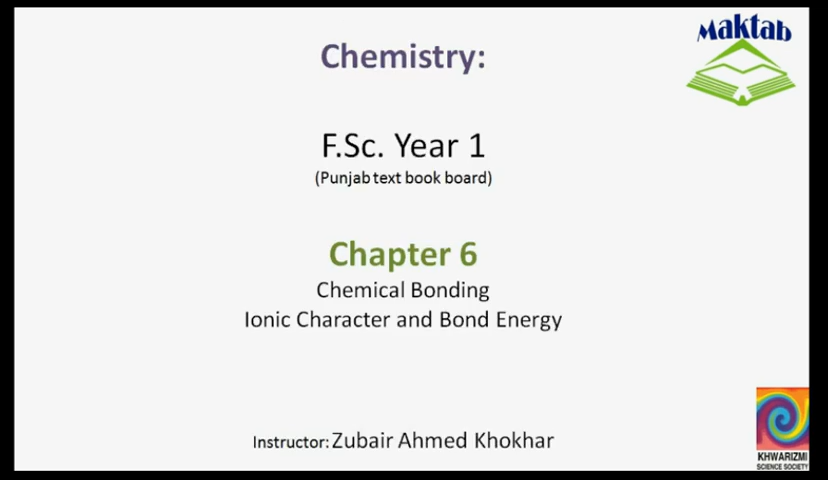 Maktab
Chemistry:
F.Sc. Year 1
(Punjab text book board)
Chapter 6
Chemical Bonding
Ionic Character and Bond Energy
Instructor: Zubair Ahmed Khokhar
KHWARIZMI
SCIENCE SOCIETY